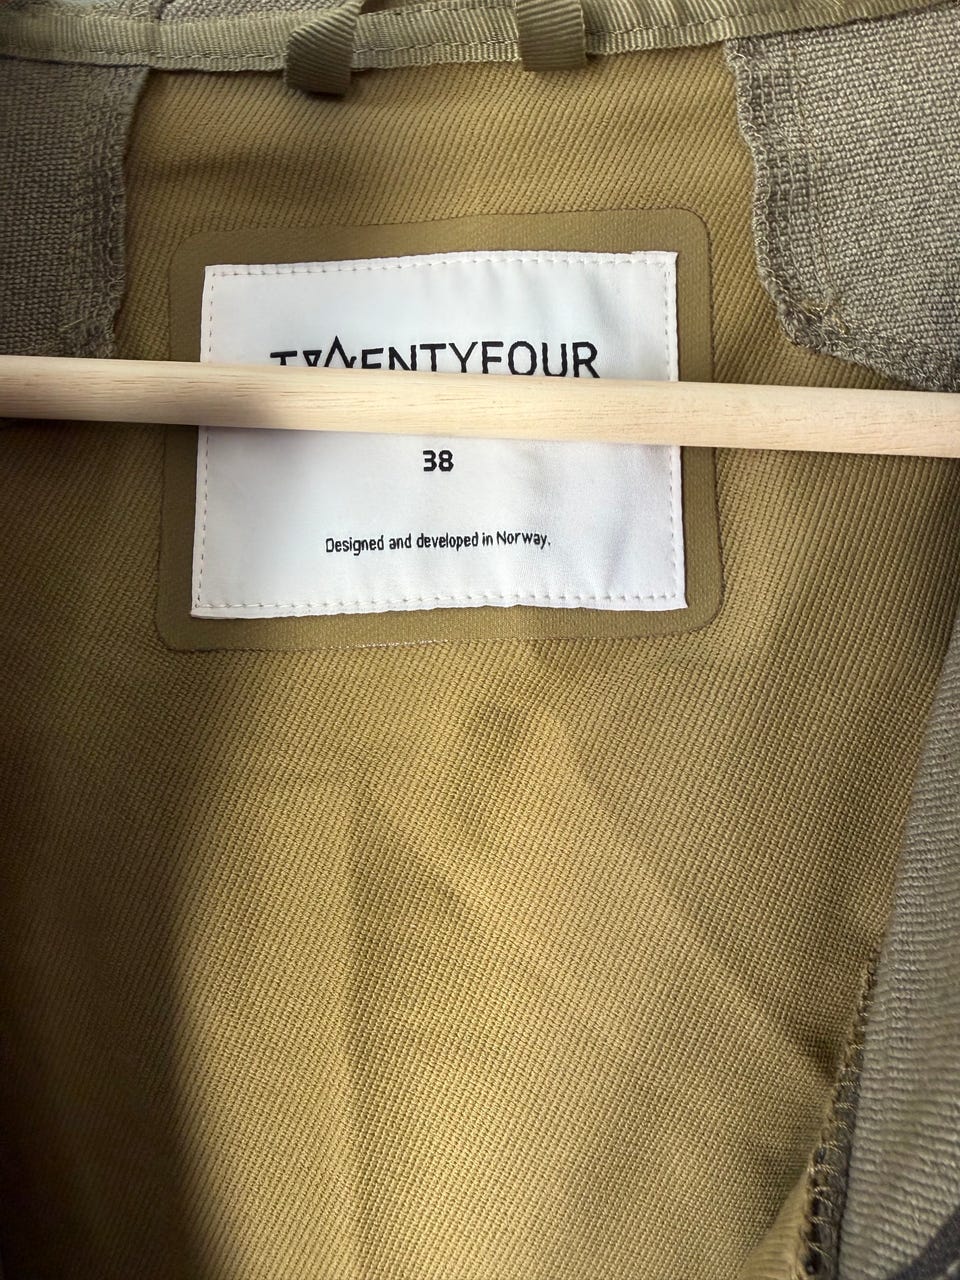 TWENTYFOUR
38
Designed and developed in Norway.